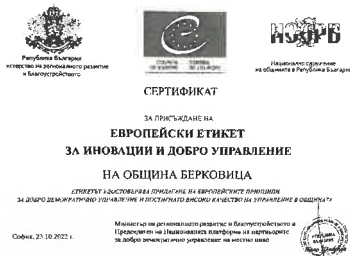 Република България
министерство на регионалното развитие
и благоустройството
НСОРБ
Национално сдружение
на общините в Република България
СЕРТИФИКАТ
ЗА ПРИСЪЖДАНЕ НА
ЕВРОПЕЙСКИ ЕТИКЕТ
ЗА ИНОВАЦИИ И ДОБРО УПРАВЛЕНИЕ
НА ОБЩИНА БЕРКОВИЦА
ЕТИКЕТЪТ УДОСТОВЕРЯВА ПРИЛАГАНЕ НА ЕВРОПЕЙСКИТЕ ПРИНЦИПИ
ЗА ДОБРО ДЕМОКРАТИЧНО УПРАВЛЕНИЕ И ПОСТИГНАТО ВИСОКО КАЧЕСТВО НА УПРАВЛЕНИЕ В ОБЩИНАТА
Министър на регионалното развитие и благоустройството и
Председател на Националната платформа на партньорите
за добро демократично управление на местно ниво
София, 23.10.2022 г.